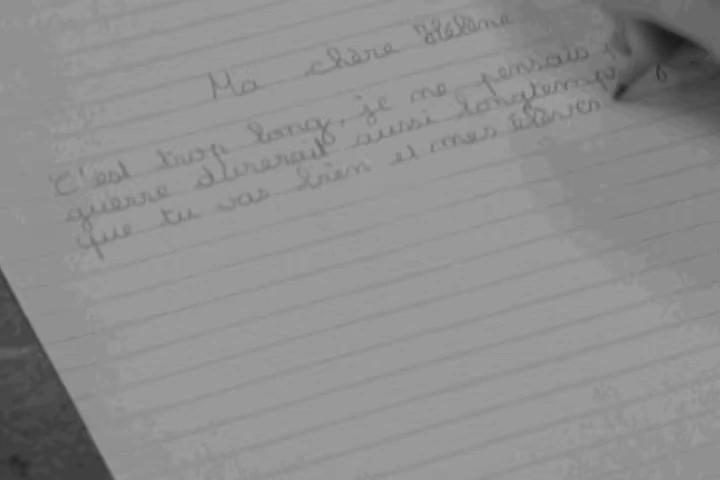 Ma chère Hélène
C'est trop long, je ne pensais
guerre durerait aussi longtemps
que tu vas bien et mes élèves